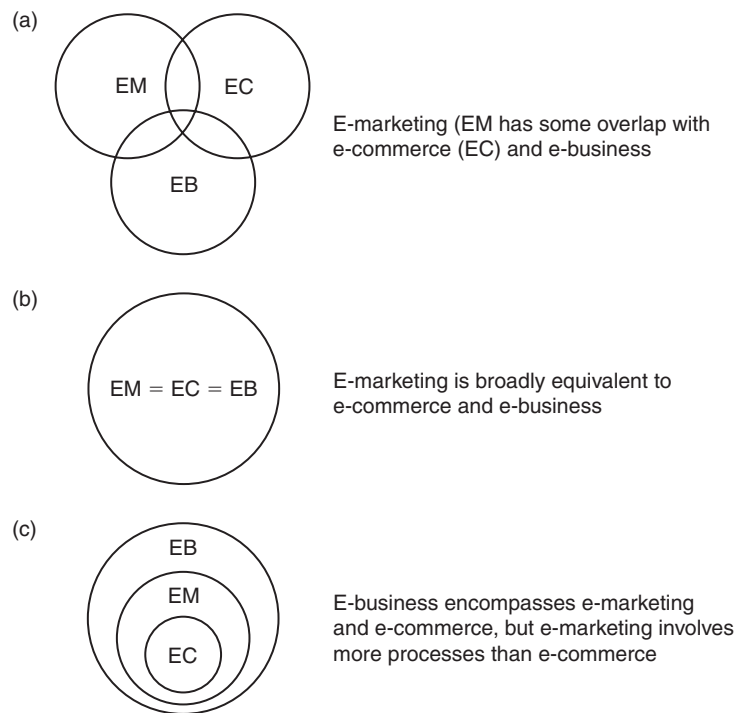 (a)
EM
EC
EB
E-marketing (EM has some overlap with
e-commerce (EC) and e-business
(b)
EM = EC = EB
E-marketing is broadly equivalent to
e-commerce and e-business
(c)
EB
EM
EC
E-business encompasses e-marketing
and e-commerce, but e-marketing involves
more processes than e-commerce